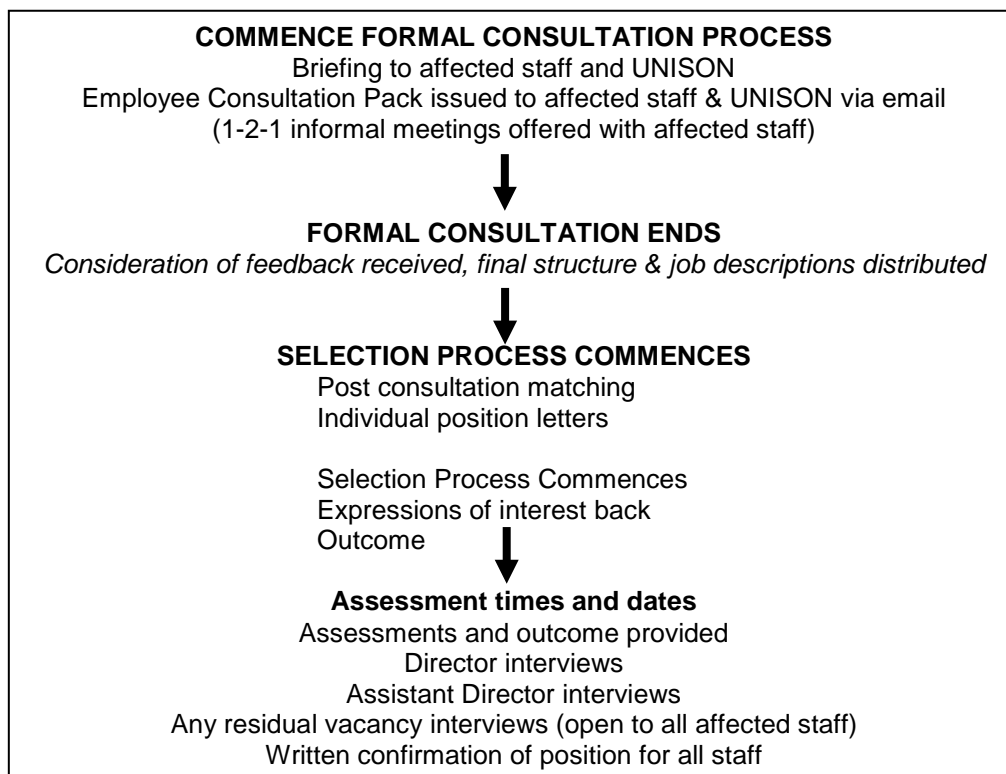 COMMENCE FORMAL CONSULTATION PROCESS
Briefing to affected staff and UNISON
Employee Consultation Pack issued to affected staff & UNISON via email
(1-2-1 informal meetings offered with affected staff)
FORMAL CONSULTATION ENDS
Consideration of feedback received, final structure & job descriptions distributed
SELECTION PROCESS COMMENCES
Post consultation matching
Individual position letters
Selection Process Commences
Expressions of interest back
Outcome
Assessment times and dates
Assessments and outcome provided
Director interviews
Assistant Director interviews
Any residual vacancy interviews (open to all affected staff)
Written confirmation of position for all staff